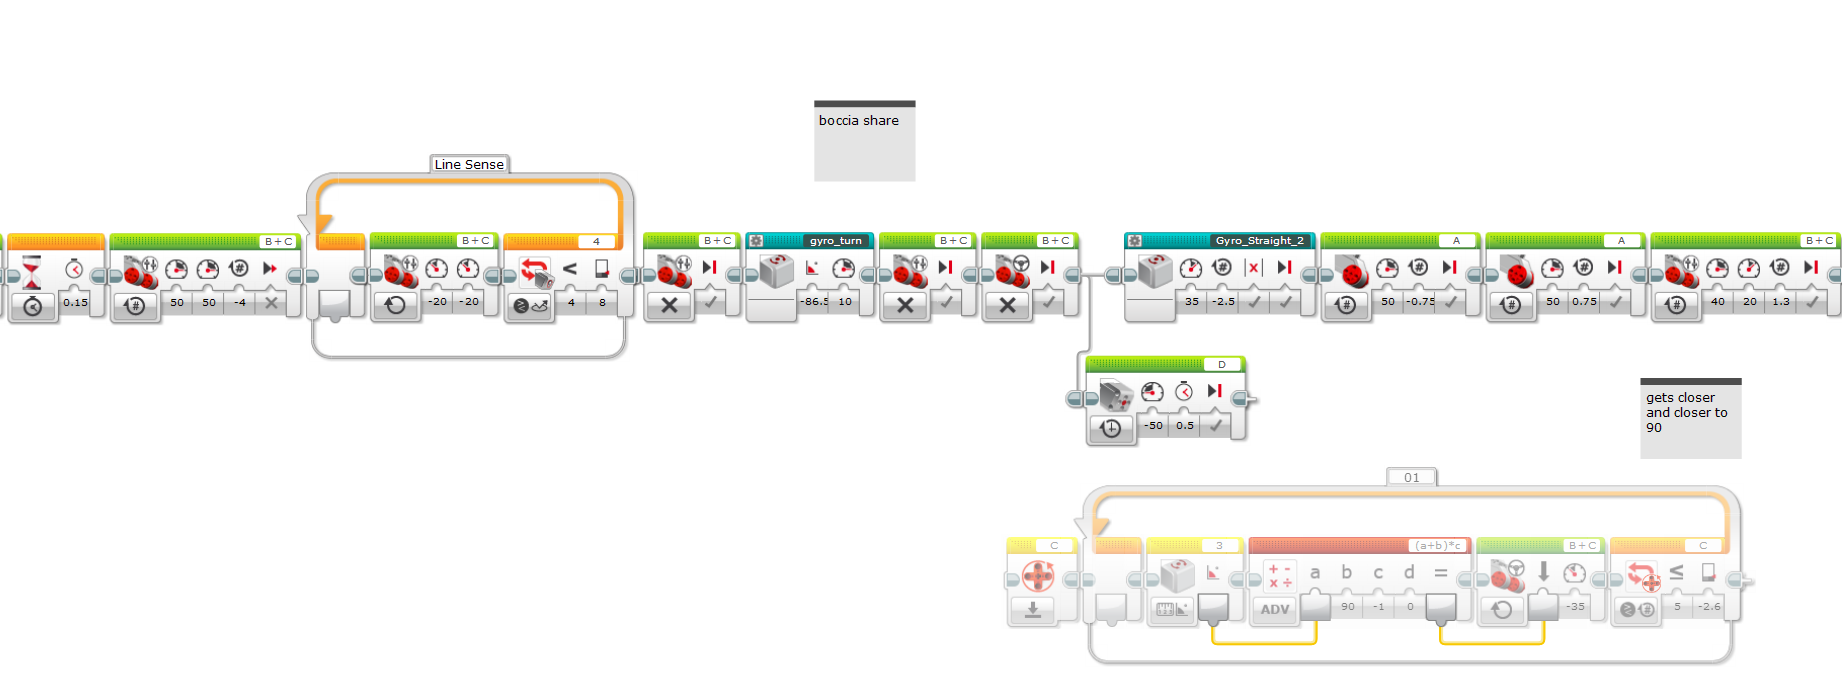 boccia share
Line Sense
B+C
B+C
4
B+C
gyro_turn
B+C
B+C
Gyro_Straight_2
A
A
B+C
0.15
#
50
50
-4
-20
-20
<
4
8
-86.5
10
35
-2.5
|x|
#
50
-0.75
#
50
0.75
#
40
20
1.3
D
-50
0.5
gets closer
and closer to
90
01
C
3
(a+b)*c
B+C
C
a
b
c
d
=
≤
ADV
90
-1
0
-35
5
-2.6